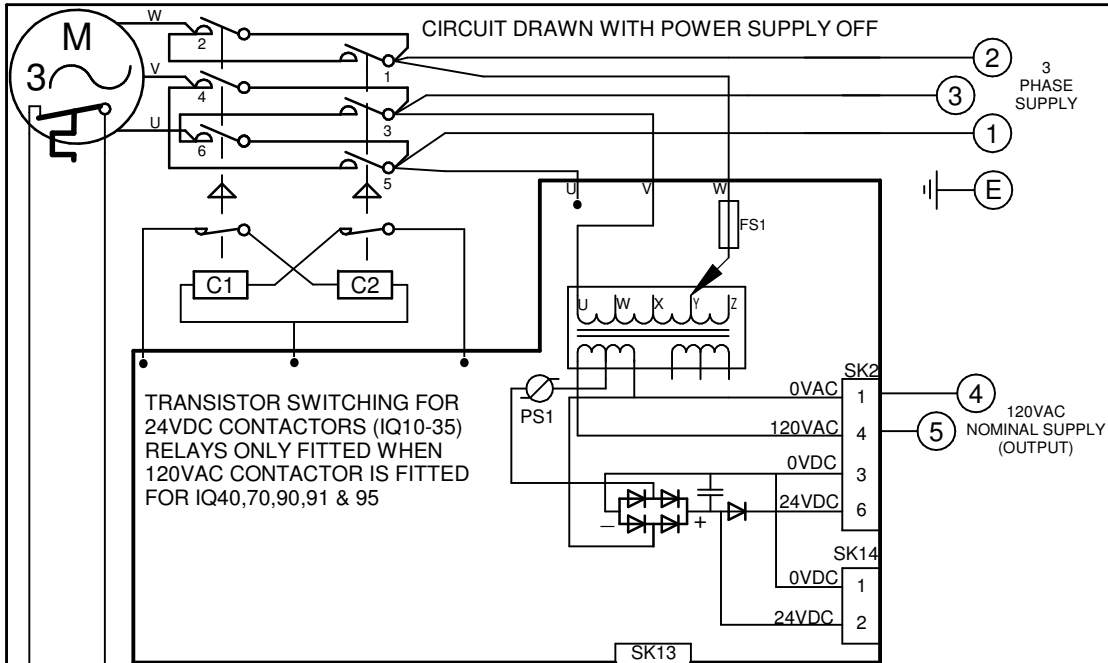 CIRCUIT DRAWN WITH POWER SUPPLY OFF
M
3
W
V
U
2
4
6
1
3
5
2
3
1
E
3
PHASE
SUPPLY
U
V
W
FS1
C1
C2
U
W
X
Y
Z
PS1
TRANSISTOR SWITCHING FOR
24VDC CONTACTORS (IQ10-35)
RELAYS ONLY FITTED WHEN
120VAC CONTACTOR IS FITTED
FOR IQ40,70,90,91 & 95
SK2
0VAC 1
120VAC 4
0VDC 3
24VDC 6
4
5
120VAC
NOMINAL SUPPLY
(OUTPUT)
− +
SK14
0VDC 1
24VDC 2
SK13